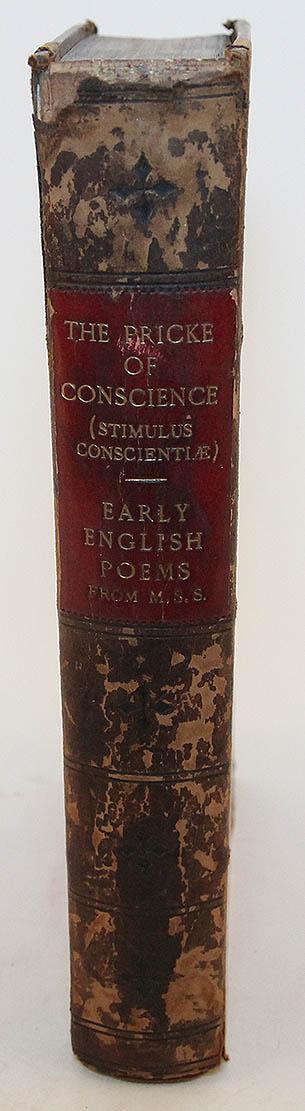 THE PRICKE
OF
CONSCIENCE
(STIMULUS
CONSCIENTIÆ)
EARLY
ENGLISH
POEMS
FROM M.S.S.